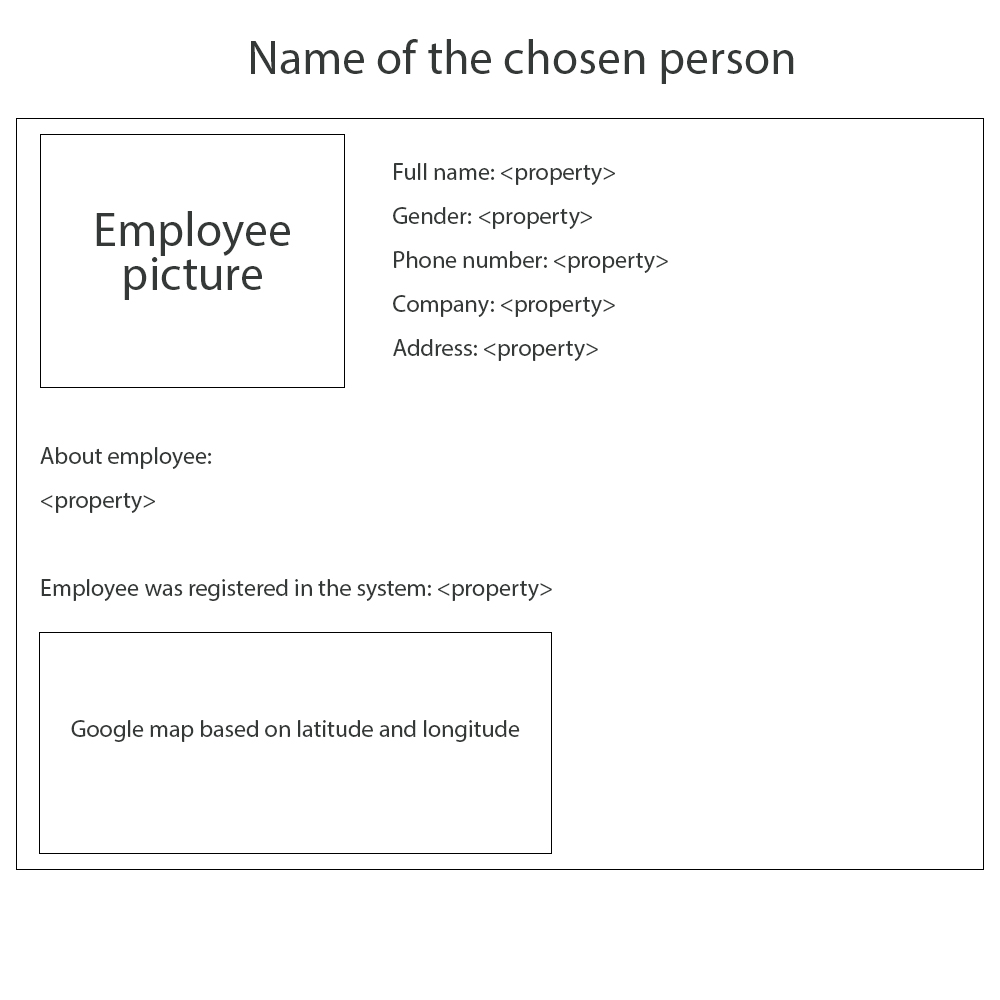 Name of the chosen person
Employee
picture
Full name: <property>
Gender: <property>
Phone number: <property>
Company: <property>
Address: <property>
About employee:
<property>
Employee was registered in the system: <property>
Google map based on latitude and longitude